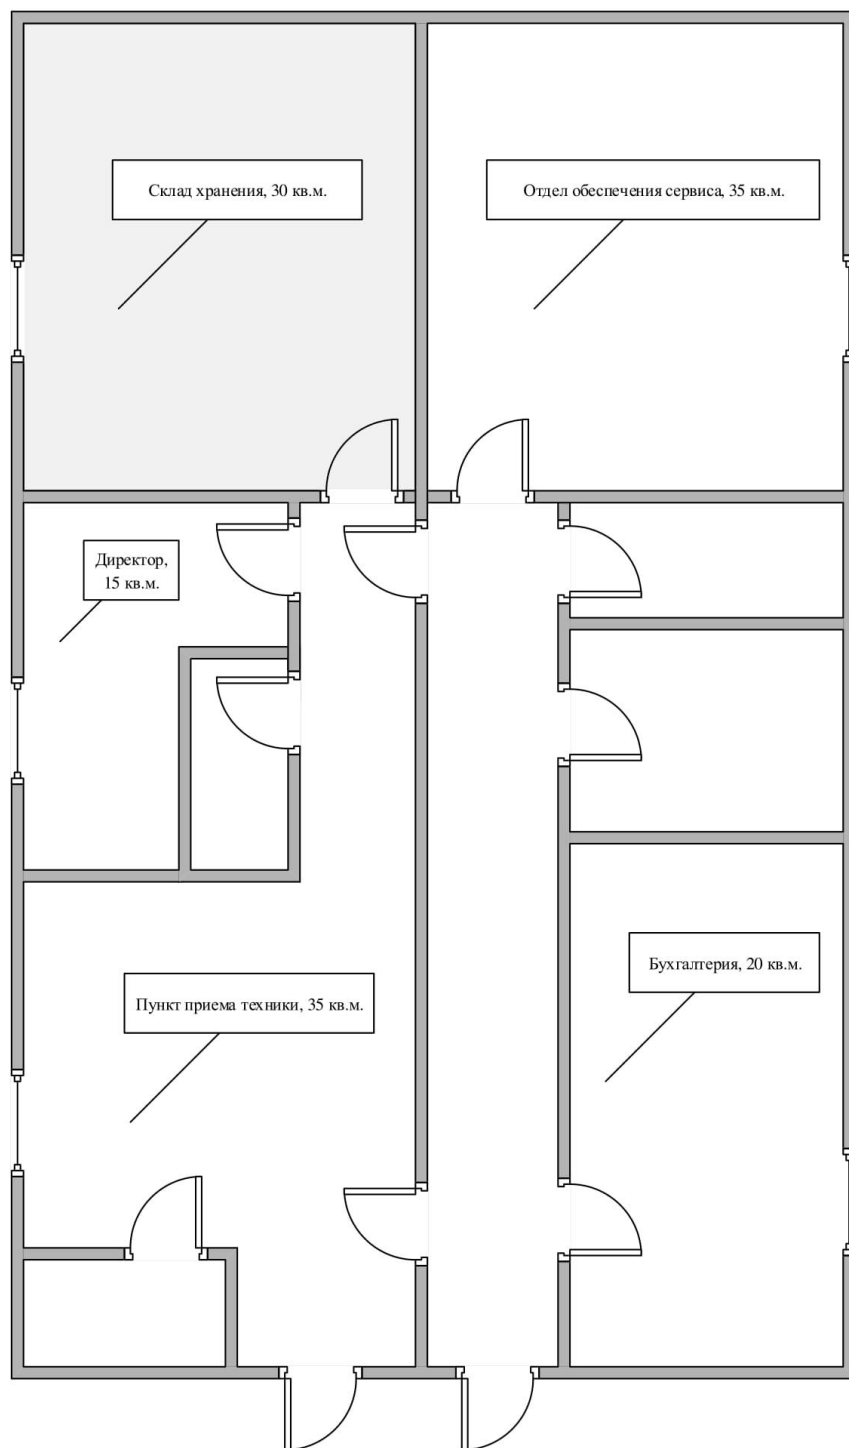 Склад хранения, 30 кв.м.
Отдел обеспечения сервиса, 35 кв.м.
Директор,
15 кв.м.
Бухгалтерия, 20 кв.м.
Пункт приема техники, 35 кв.м.